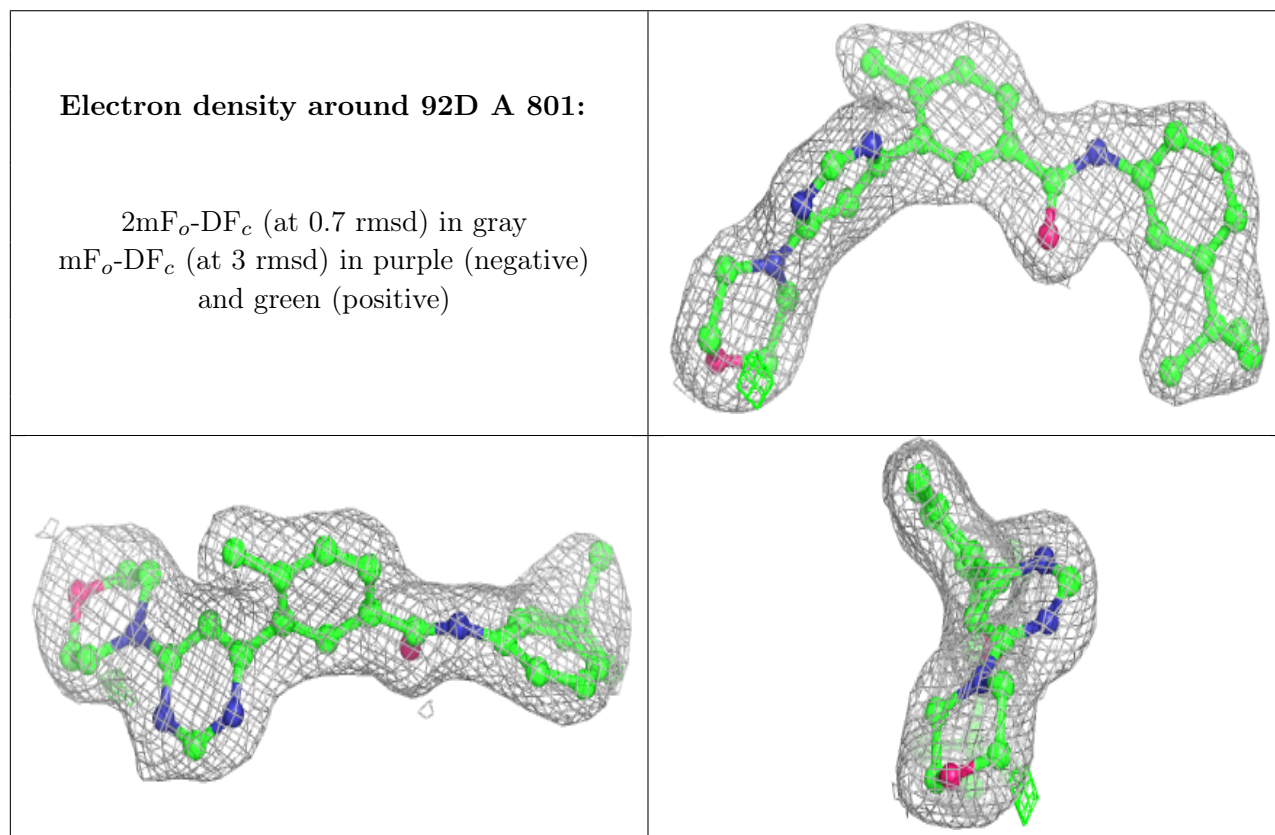 Electron density around 92D A 801:
2mFo-DFc (at 0.7 rmsd) in gray
mFo-DFc (at 3 rmsd) in purple (negative)
and green (positive)